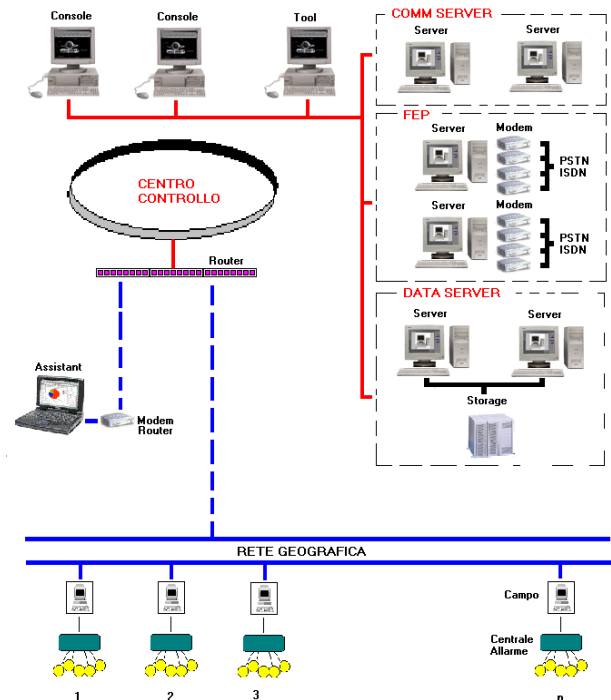 Console
Console
Tool
COMM SERVER
Server
Server
FEP
Server
Modem
PSTN
ISDN
Server
Modem
PSTN
ISDN
CENTRO
CONTROLLO
Router
DATA SERVER
Server
Server
Storage
Assistant
Modem
Router
RETE GEOGRAFICA
Campo
Centrale
Allarme
1
2
3
n